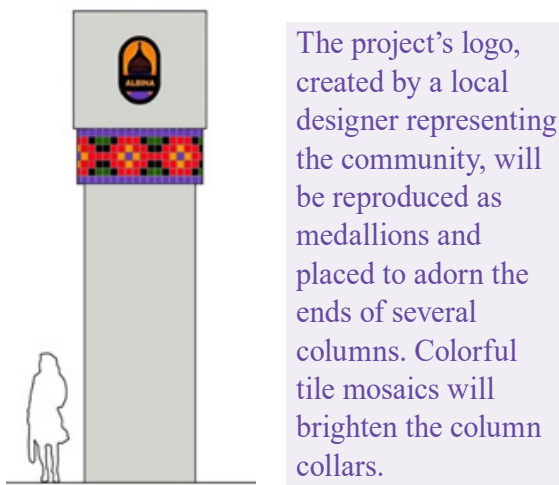 ALBINA
The project’s logo,
created by a local
designer representing
the community, will
be reproduced as
medallions and
placed to adorn the
ends of several
columns. Colorful
tile mosaics will
brighten the column
collars.